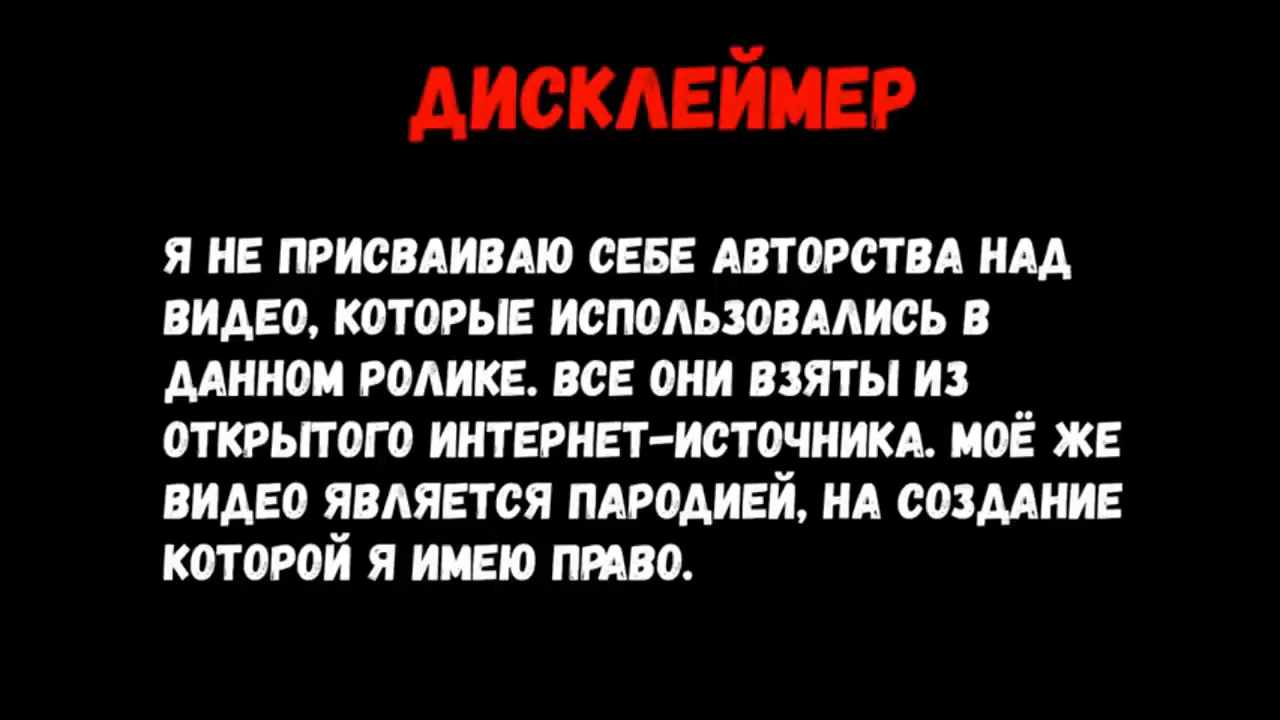 ДИСКЛЕЙМЕР
Я НЕ ПРИСВАИВАЮ СЕБЕ АВТОРСТВА НАД
ВИДЕО, КОТОРЫЕ ИСПОЛЬЗОВАЛИСЬ В
ДАННОМ РОЛИКЕ. ВСЕ ОНИ ВЗЯТЫ ИЗ
ОТКРЫТОГО ИНТЕРНЕТ-ИСТОЧНИКА. МОЁ ЖЕ
ВИДЕО ЯВЛЯЕТСЯ ПАРОДИЕЙ, НА СОЗДАНИЕ
КОТОРОЙ Я ИМЕЮ ПРАВО.